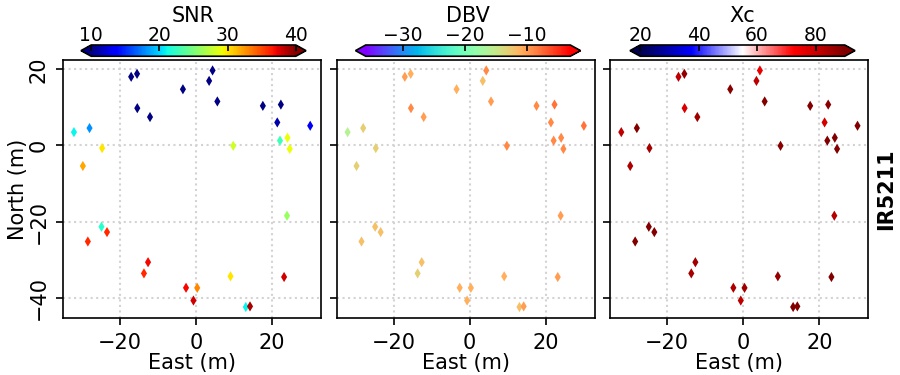 SNR DBV Xc
10 20 30 40 −30 −20 −10 20 40 60 80
20
0
−20
−40
North (m)
IR5211
−20 0 20 −20 0 20 −20 0 20
East (m) East (m) East (m)